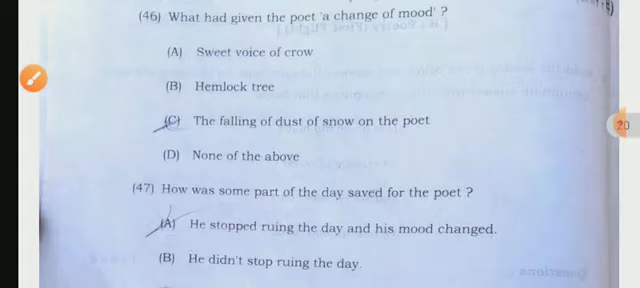 (46) What had given the poet 'a change of mood' ?
(A) Sweet voice of crow
(B) Hemlock tree
(C) The falling of dust of snow on the poet
20
(D) None of the above
(47) How was some part of the day saved for the poet ?
(A) He stopped ruing the day and his mood changed.
(B) He didn't stop ruing the day.